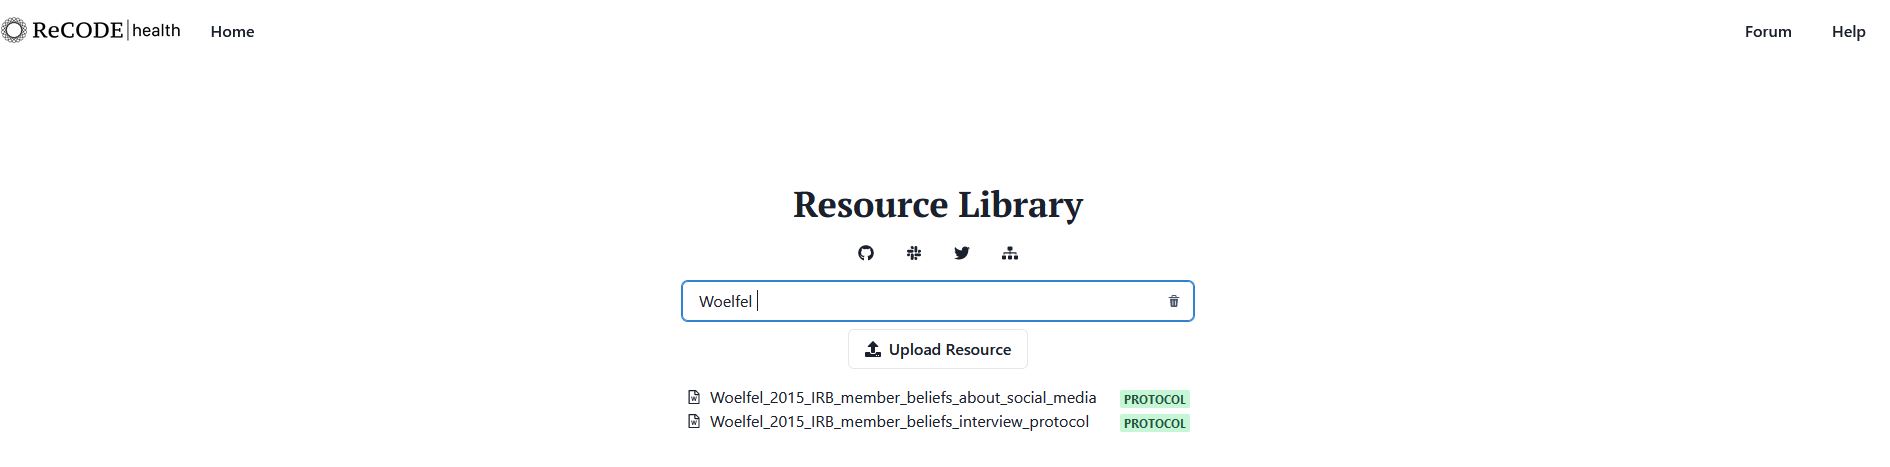 ReCODE health Home Forum Help
Resource Library
Woelfel
Upload Resource
Woelfel_2015_IRB_member_beliefs_about_social_media PROTOCOL
Woelfel_2015_IRB_member_beliefs_interview_protocol PROTOCOL